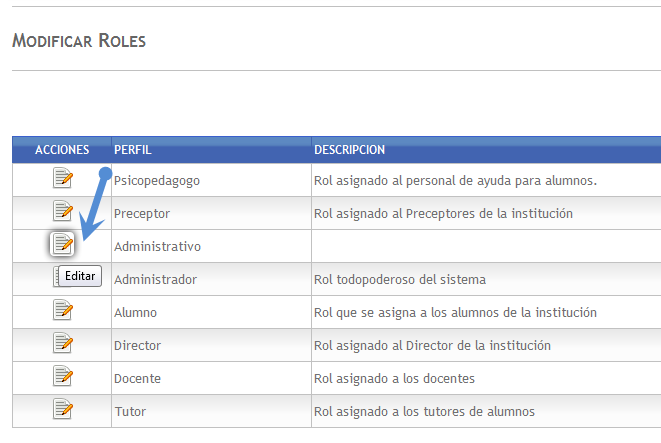 Modificar Roles
ACCIONES PERFIL DESCRIPCION
Psicopedagogo Rol asignado al personal de ayuda para alumnos.
Preceptor Rol asignado al Preceptores de la institución
Administrativo
Editar Administrador Rol todopoderoso del sistema
Alumno Rol que se asigna a los alumnos de la institución
Director Rol asignado al Director de la institución
Docente Rol asignado a los docentes
Tutor Rol asignado a los tutores de alumnos